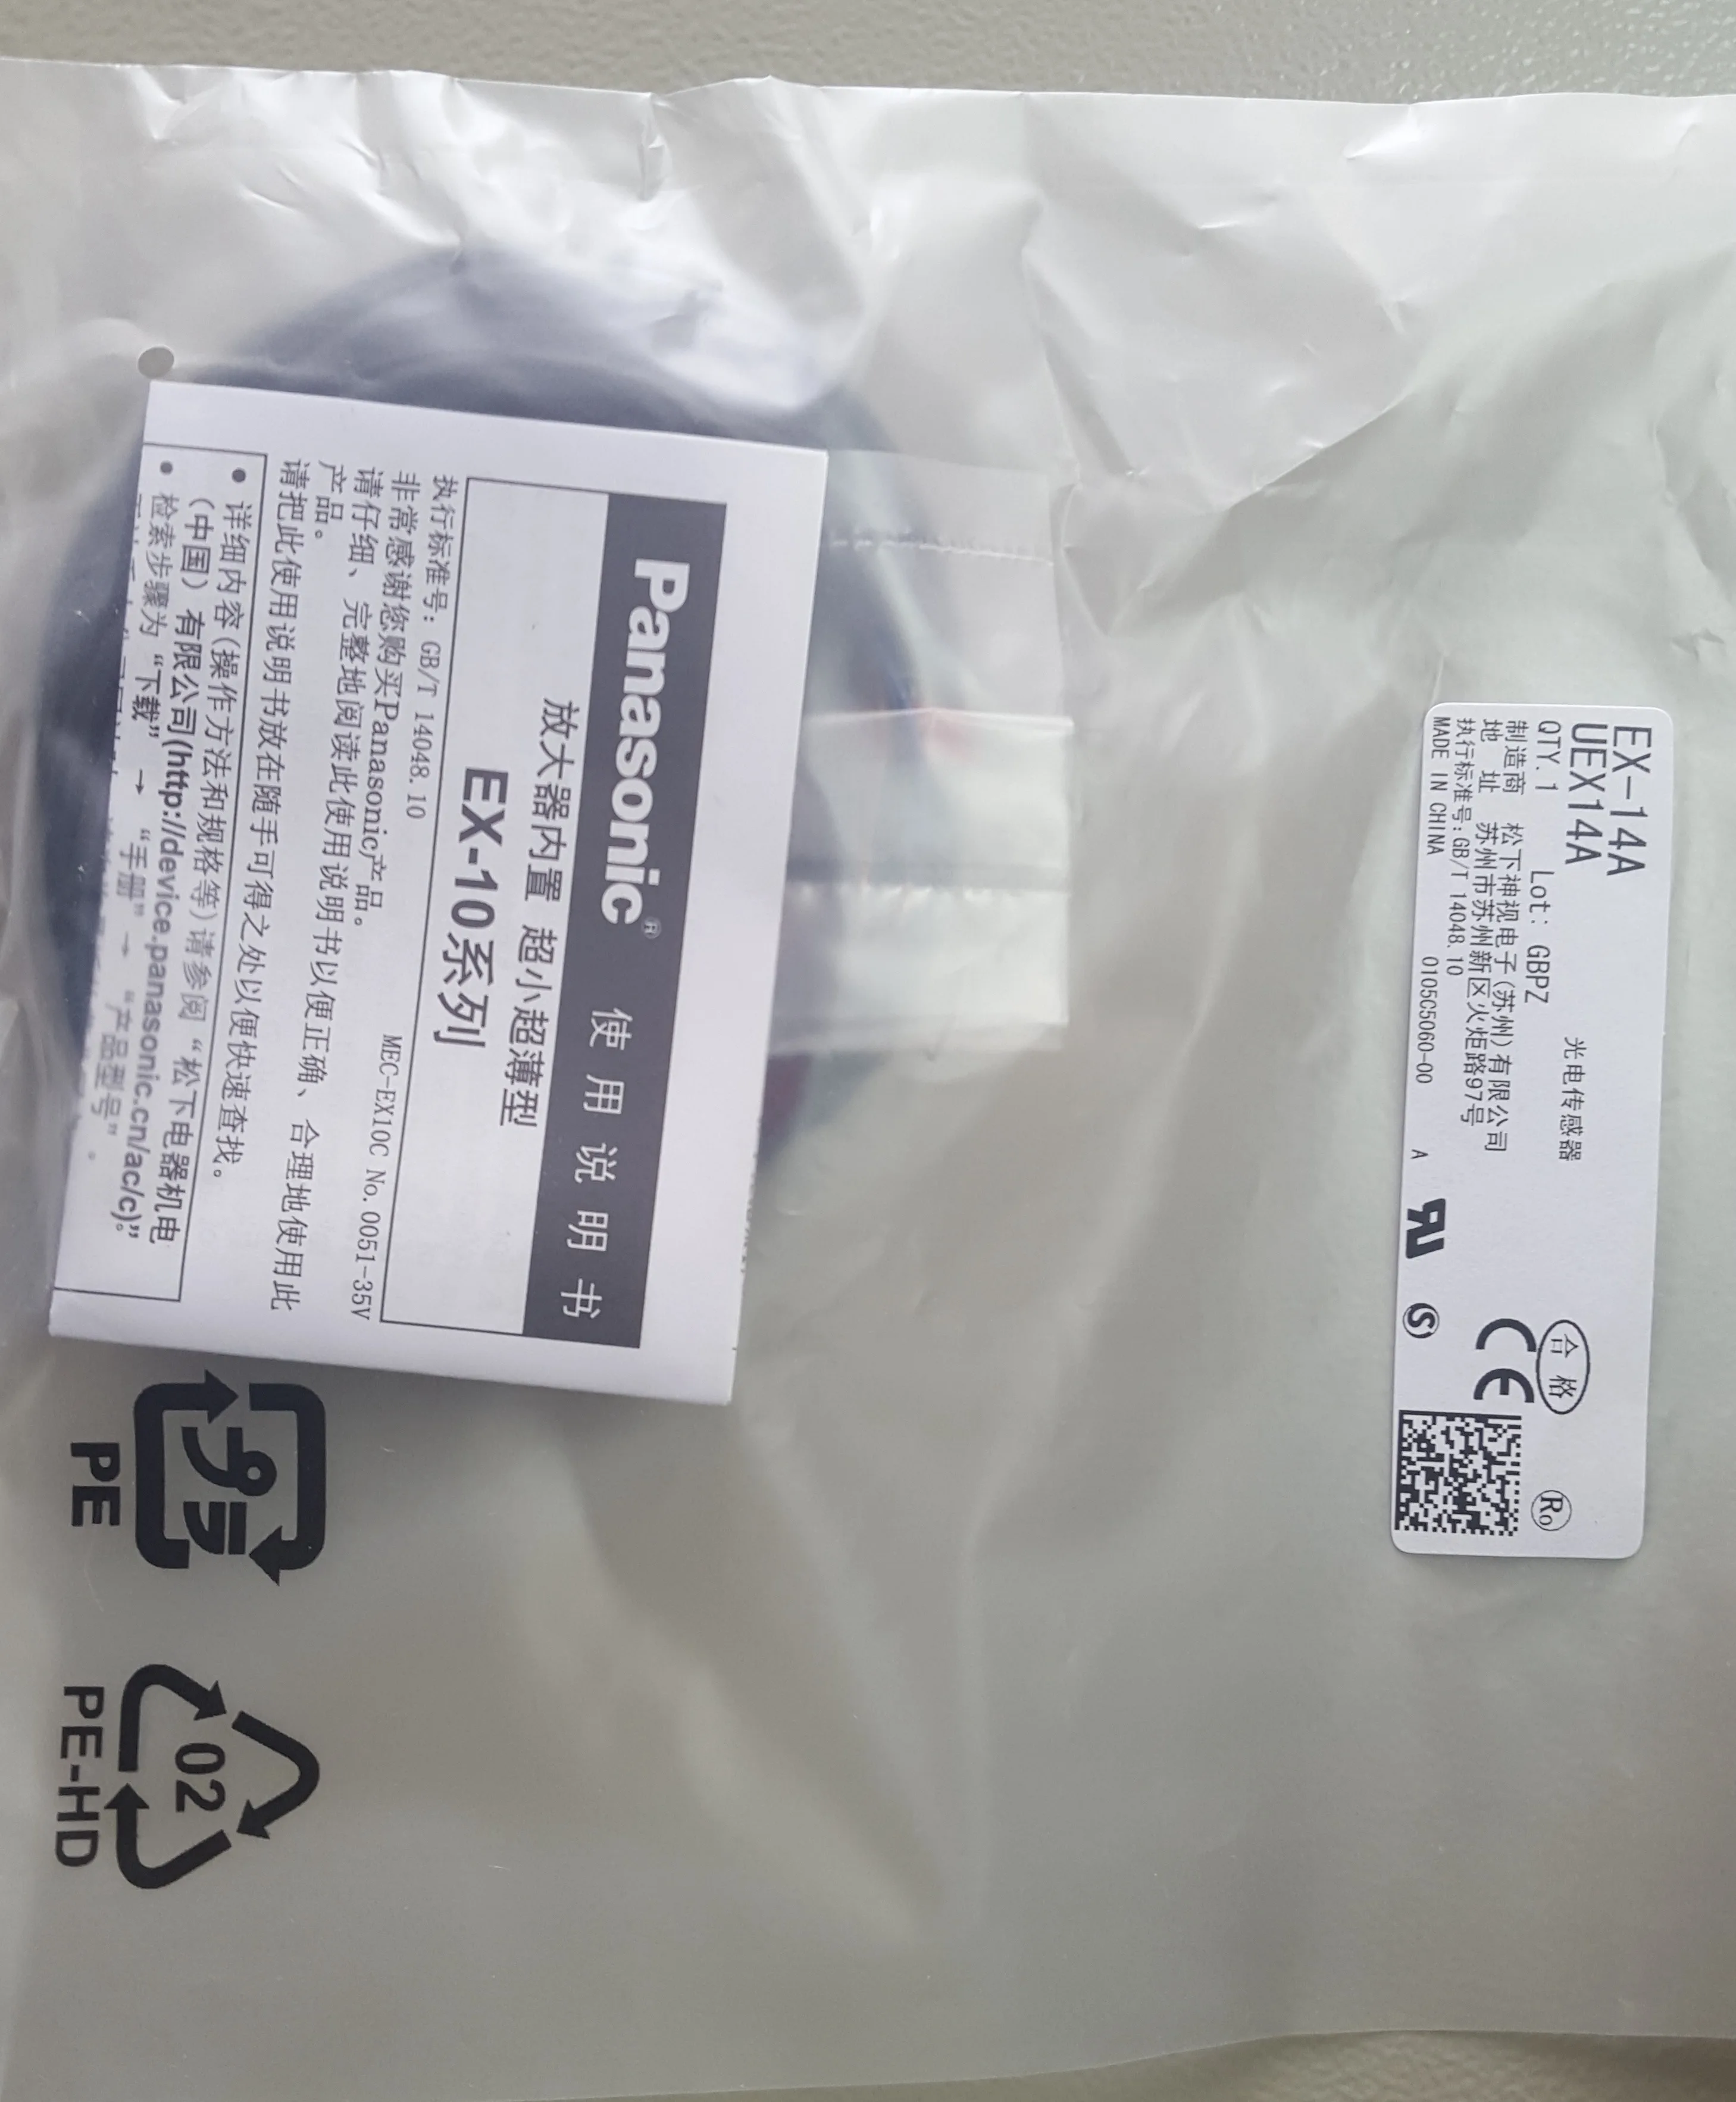 EX-14A
UEX14A
光电传感器
QTY. 1 Lot: GBPZ
制造商 松下神视电子(苏州)有限公司
地 址 苏州市苏州新区火炬路97号
执行标准号:GB/T 14048.10
MADE IN CHINA 0105C5060-00 A
合格
Ro
CE
Panasonic® 使用说明书
放大器内置 超小超薄型
EX-10系列
执行标准号: GB/T 14048.10 MEC-EX10C No.0051-35V
非常感谢您购买Panasonic产品。
请仔细、完整地阅读此使用说明书以便正确、合理地使用此
产品。
请把此使用说明书放在随手可得之处以便快速查找。
● 详细内容(操作方法和规格等)请参阅“松下电器机电
(中国)有限公司(http://device.panasonic.cn/ac/c)”。
● 检索步骤为“下载” → “手册” → “产品型号”。
プラ
PE
02
PE-HD